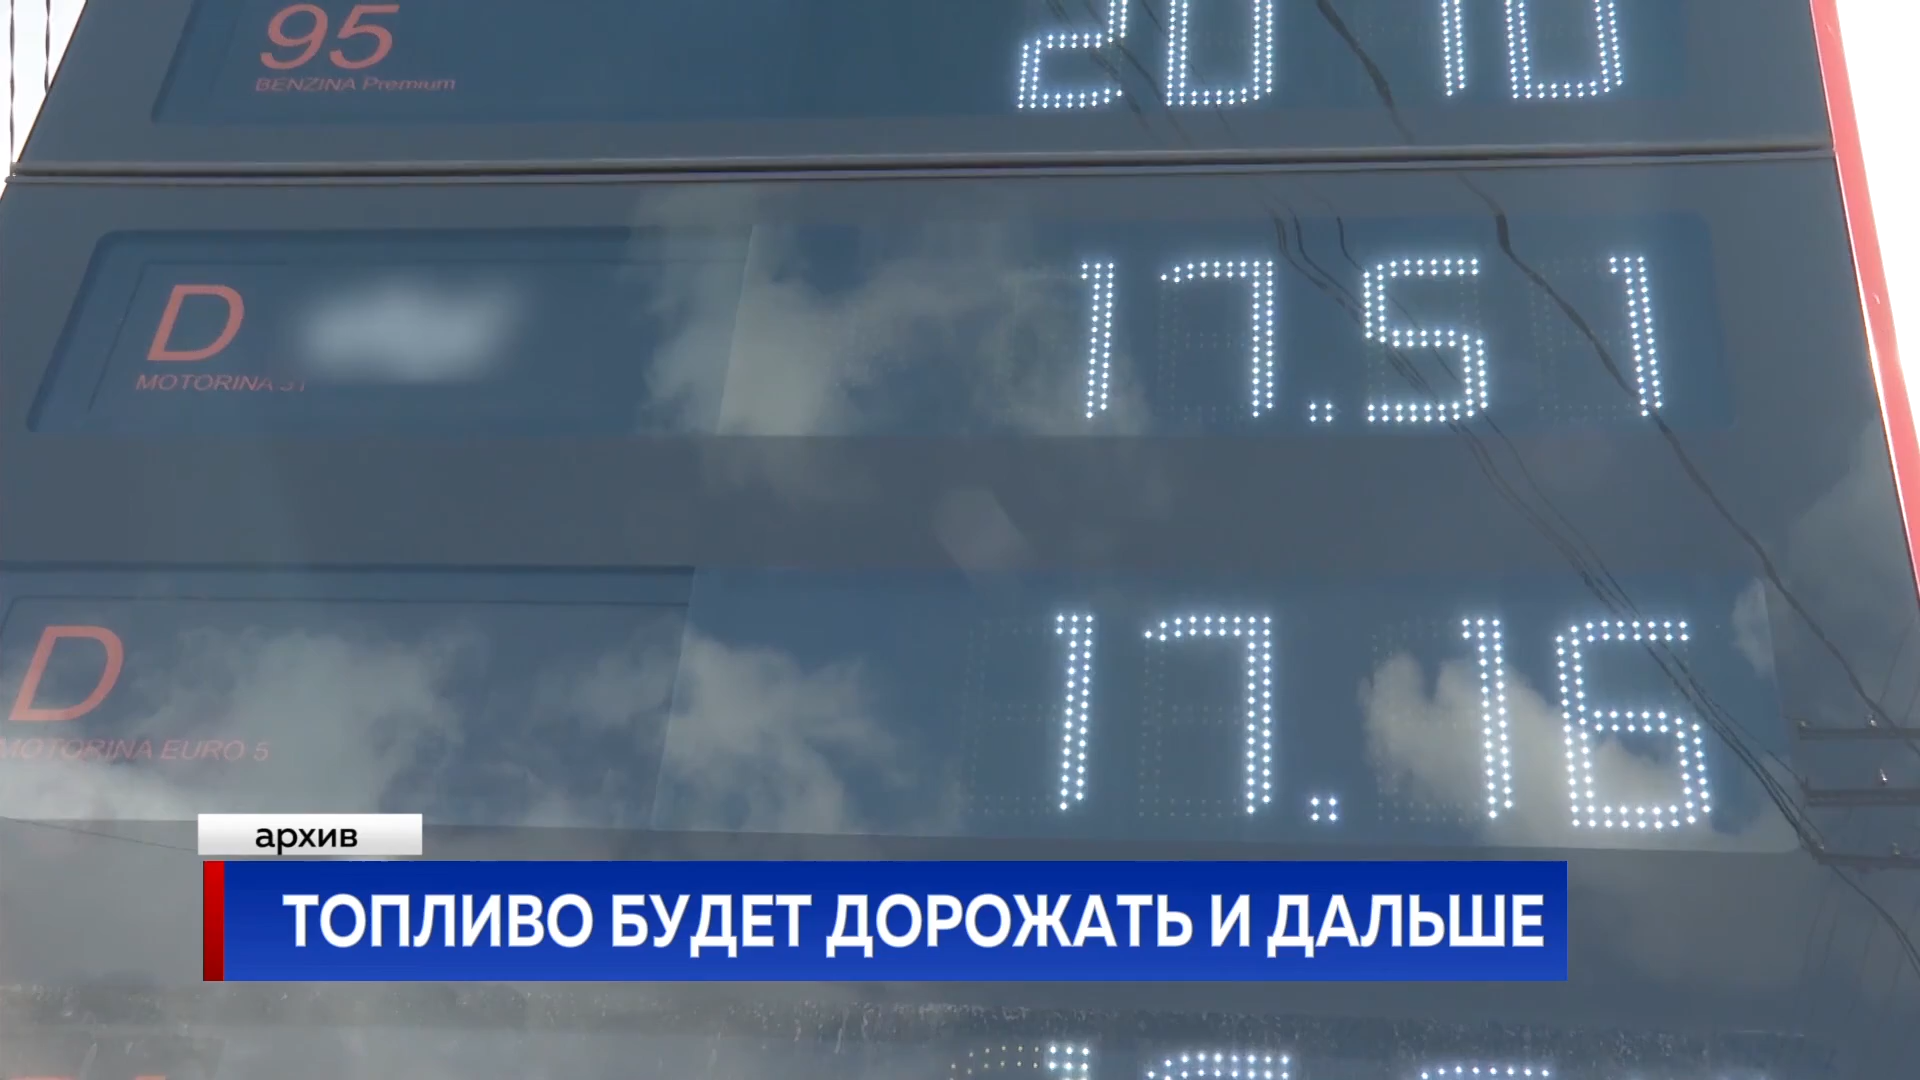 95
BENZINA Premium
20 10
D
MOTORINA
17.51
D
MOTORINA EURO 5
17.16
архив
ТОПЛИВО БУДЕТ ДОРОЖАТЬ И ДАЛЬШЕ